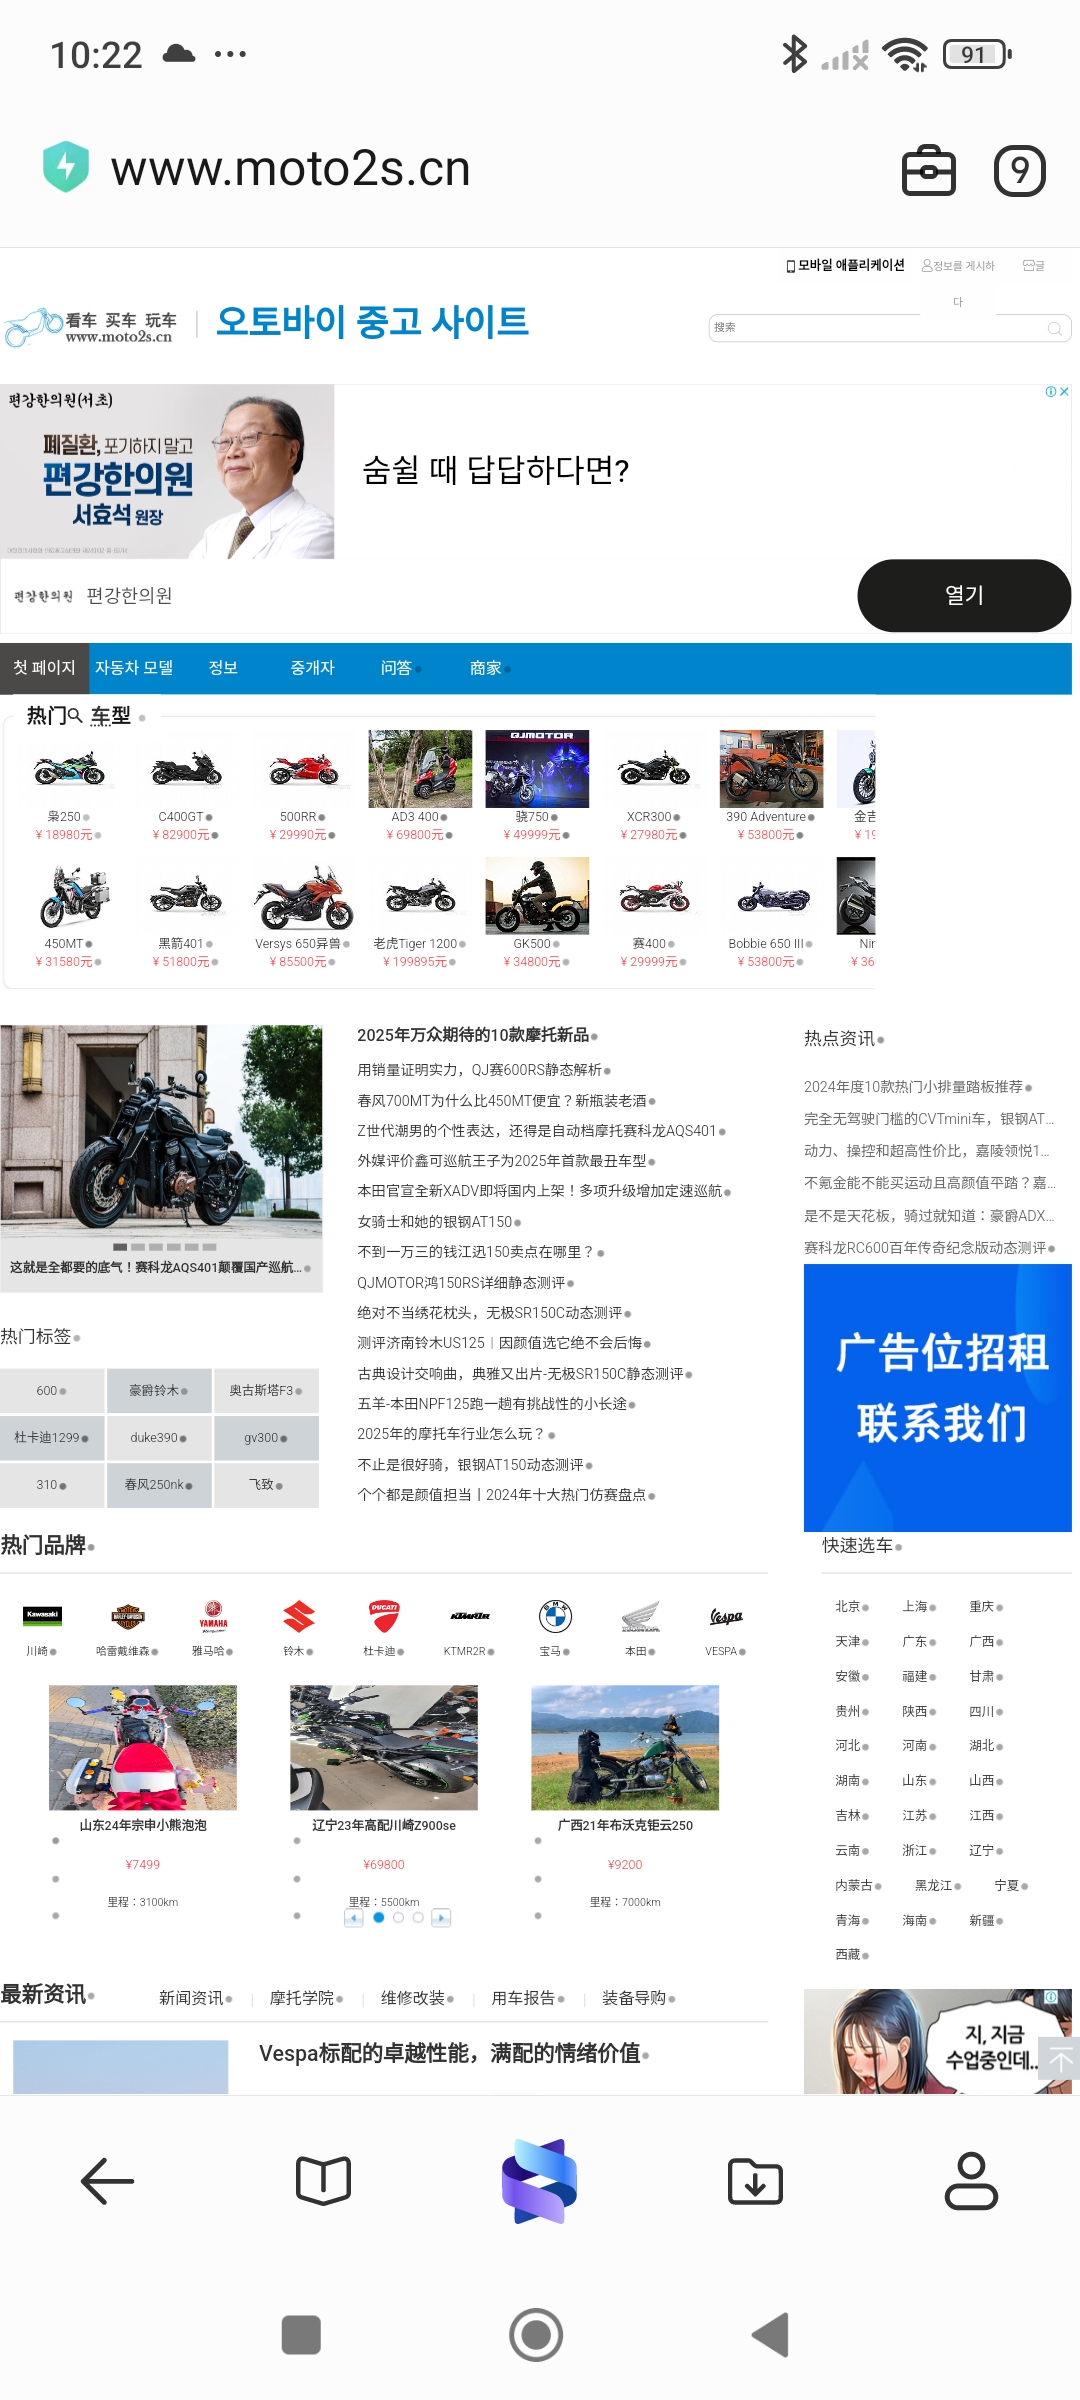 10:22
91
www.moto2s.cn
9
모바일 애플리케이션 정보를 게시하다 글
看车 买车 玩车
www.moto2s.cn
오토바이 중고 사이트
搜索
편강한의원(서초)
폐질환, 포기하지말고
편강한의원
서효석 원장
숨쉴 때 답답하다면?
편강한의원 편강한의원
열기
첫 페이지 자동차 모델 정보 중개자 问答 商家
热门 车型
QJMOTOR
枭250 C400GT 500RR AD3 400 骁750 XCR300 390 Adventure 金吉
¥ 18980元 ¥ 82900元 ¥ 29990元 ¥ 69800元 ¥ 49999元 ¥ 27980元 ¥ 53800元 ¥ 19
450MT 黑箭401 Versys 650异兽 老虎Tiger 1200 GK500 赛400 Bobbie 650 III Nin
¥ 31580元 ¥ 51800元 ¥ 85500元 ¥ 199895元 ¥ 34800元 ¥ 29999元 ¥ 53800元 ¥ 36
这就是全都要的底气！赛科龙AQS401颠覆国产巡航...
热门标签
600 豪爵铃木 奥古斯塔F3
杜卡迪1299 duke390 gv300
310 春风250nk 飞致
2025年万众期待的10款摩托新品
用销量证明实力，QJ赛600RS静态解析
春风700MT为什么比450MT便宜？新瓶装老酒
Z世代潮男的个性表达，还得是自动档摩托赛科龙AQS401
外媒评价鑫可巡航王子为2025年首款最丑车型
本田官宣全新XADV即将国内上架！多项升级增加定速巡航
女骑士和她的银钢AT150
不到一万三的钱江迅150卖点在哪里？
QJMOTOR鸿150RS详细静态测评
绝对不当绣花枕头，无极SR150C动态测评
测评济南铃木US125｜因颜值选它绝不会后悔
古典设计交响曲，典雅又出片-无极SR150C静态测评
五羊-本田NPF125跑一趟有挑战性的小长途
2025年的摩托车行业怎么玩？
不止是很好骑，银钢AT150动态测评
个个都是颜值担当丨2024年十大热门仿赛盘点
热点资讯
2024年度10款热门小排量踏板推荐
完全无驾驶门槛的CVTmini车，银钢AT...
动力、操控和超高性价比，嘉陵领悦1...
不氪金能不能买运动且高颜值平踏？嘉...
是不是天花板，骑过就知道：豪爵ADX...
赛科龙RC600百年传奇纪念版动态测评
广告位招租
联系我们
热门品牌
Kawasaki HARLEY-DAVIDSON YAMAHA DUCATI KTMR2R BMW Vespa
川崎 哈雷戴维森 雅马哈 铃木 杜卡迪 KTMR2R 宝马 本田 VESPA
山东24年宗申小熊泡泡 辽宁23年高配川崎Z900se 广西21年布沃克钜云250
¥7499 ¥69800 ¥9200
里程：3100km 里程：5500km 里程：7000km
快速选车
北京 上海 重庆
天津 广东 广西
安徽 福建 甘肃
贵州 陕西 四川
河北 河南 湖北
湖南 山东 山西
吉林 江苏 江西
云南 浙江 辽宁
内蒙古 黑龙江 宁夏
青海 海南 新疆
西藏
最新资讯 新闻资讯 摩托学院 维修改装 用车报告 装备导购
Vespa标配的卓越性能，满配的情绪价值
지, 지금
수업중인데..